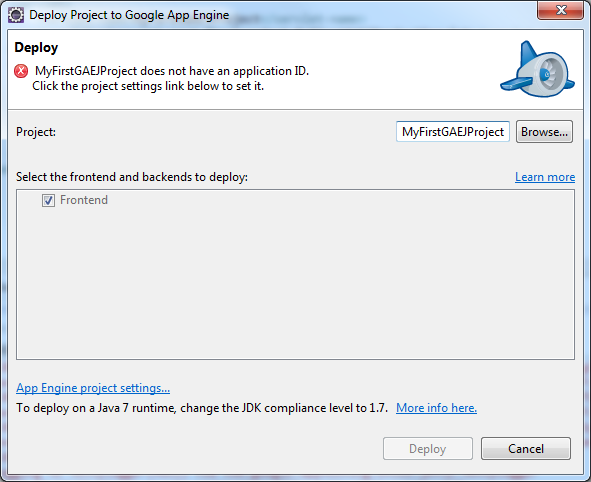 Deploy Project to Google App Engine
Deploy
MyFirstGAEJProject does not have an application ID.
Click the project settings link below to set it.
Project:
MyFirstGAEJProject
Browse...
Select the frontend and backends to deploy:
Learn more
Frontend
App Engine project settings...
To deploy on a Java 7 runtime, change the JDK compliance level to 1.7. More info here.
Deploy
Cancel